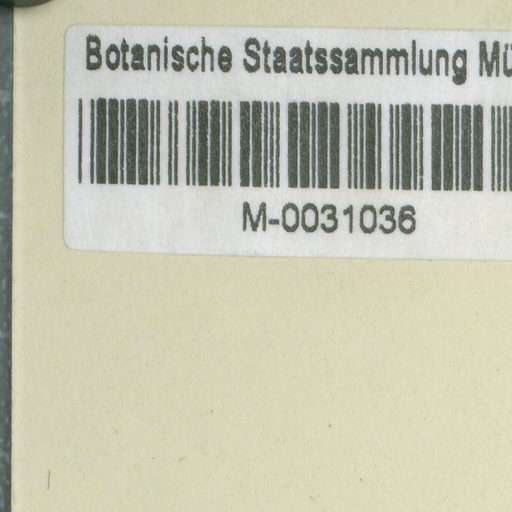 Botanische Staatssammlung Mü
M-0031036